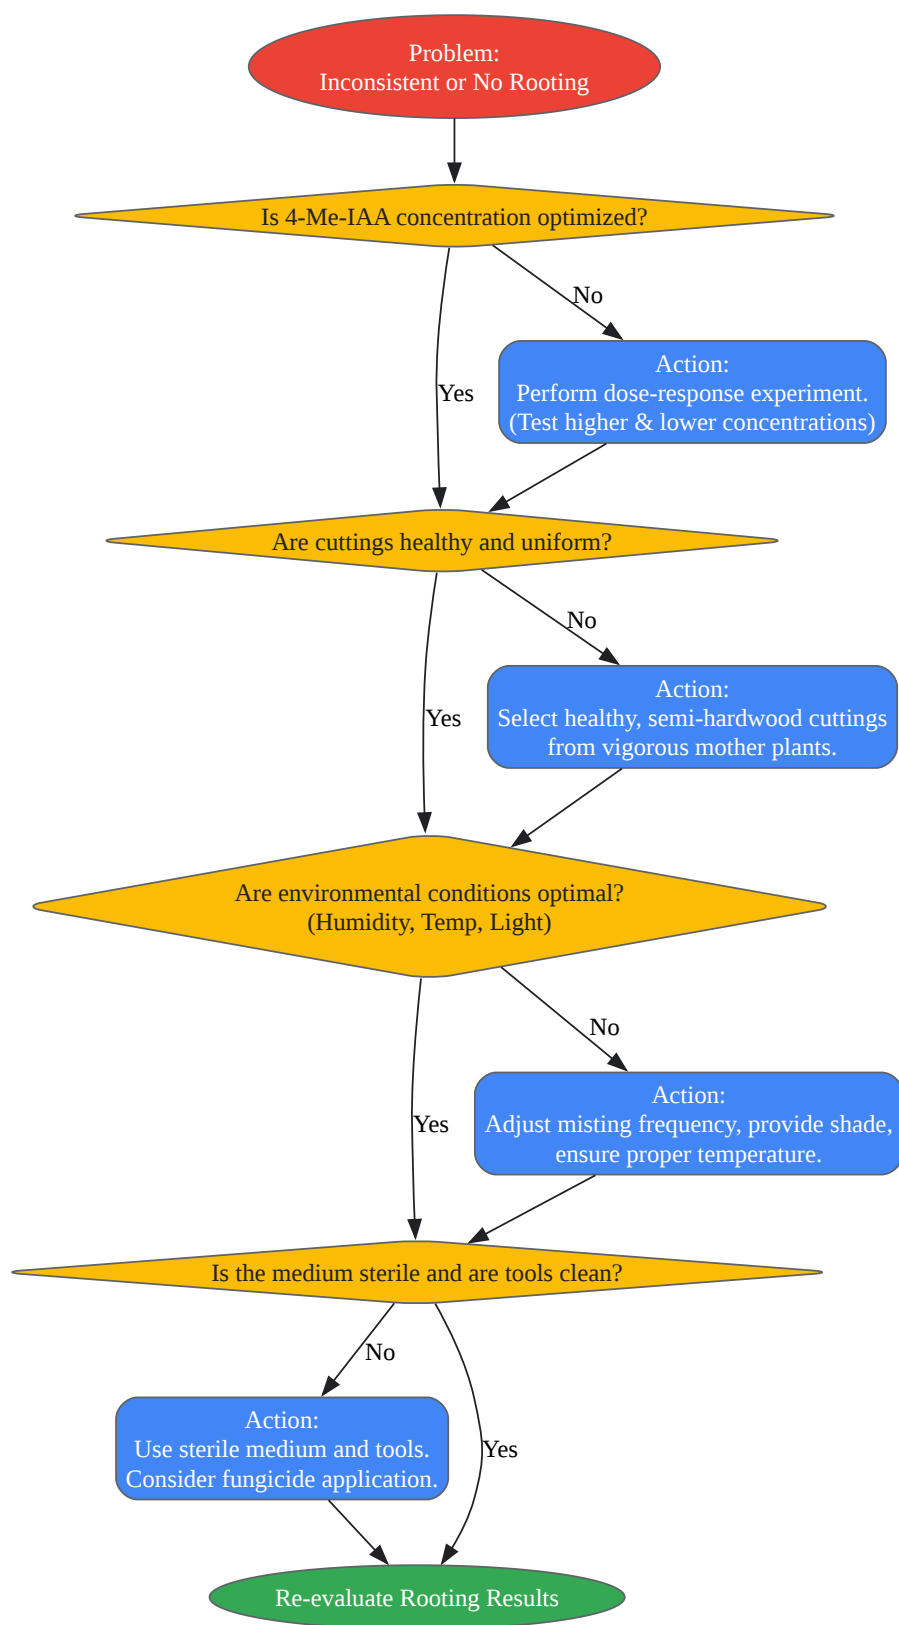 Problem:
Inconsistent or No Rooting
Is 4-Me-IAA concentration optimized?
No
Action:
Perform dose-response experiment.
(Test higher & lower concentrations)
Yes
Are cuttings healthy and uniform?
No
Action:
Select healthy, semi-hardwood cuttings
from vigorous mother plants.
Yes
Are environmental conditions optimal?
(Humidity, Temp, Light)
No
Action:
Adjust misting frequency, provide shade,
ensure proper temperature.
Yes
Is the medium sterile and are tools clean?
No
Action:
Use sterile medium and tools.
Consider fungicide application.
Yes
Re-evaluate Rooting Results